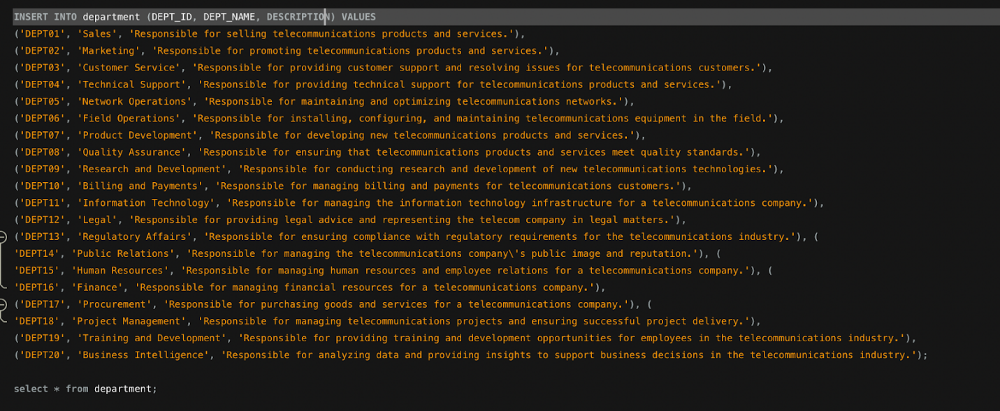 INSERT INTO department (DEPT_ID, DEPT_NAME, DESCRIPTION) VALUES
('DEPT01', 'Sales', 'Responsible for selling telecommunications products and services.'),
('DEPT02', 'Marketing', 'Responsible for promoting telecommunications products and services.'),
('DEPT03', 'Customer Service', 'Responsible for providing customer support and resolving issues for telecommunications customers.'),
('DEPT04', 'Technical Support', 'Responsible for providing technical support for telecommunications products and services.'),
('DEPT05', 'Network Operations', 'Responsible for maintaining and optimizing telecommunications networks.'),
('DEPT06', 'Field Operations', 'Responsible for installing, configuring, and maintaining telecommunications equipment in the field.'),
('DEPT07', 'Product Development', 'Responsible for developing new telecommunications products and services.'),
('DEPT08', 'Quality Assurance', 'Responsible for ensuring that telecommunications products and services meet quality standards.'),
('DEPT09', 'Research and Development', 'Responsible for conducting research and development of new telecommunications technologies.'),
('DEPT10', 'Billing and Payments', 'Responsible for managing billing and payments for telecommunications customers.'),
('DEPT11', 'Information Technology', 'Responsible for managing the information technology infrastructure for a telecommunications company.'),
('DEPT12', 'Legal', 'Responsible for providing legal advice and representing the telecom company in legal matters.'),
('DEPT13', 'Regulatory Affairs', 'Responsible for ensuring compliance with regulatory requirements for the telecommunications industry.'), (
'DEPT14', 'Public Relations', 'Responsible for managing the telecommunications company\'s public image and reputation.'), (
'DEPT15', 'Human Resources', 'Responsible for managing human resources and employee relations for a telecommunications company.'), (
'DEPT16', 'Finance', 'Responsible for managing financial resources for a telecommunications company.'),
('DEPT17', 'Procurement', 'Responsible for purchasing goods and services for a telecommunications company.'), (
'DEPT18', 'Project Management', 'Responsible for managing telecommunications projects and ensuring successful project delivery.'),
('DEPT19', 'Training and Development', 'Responsible for providing training and development opportunities for employees in the telecommunications industry.'),
('DEPT20', 'Business Intelligence', 'Responsible for analyzing data and providing insights to support business decisions in the telecommunications industry.');
select * from department;